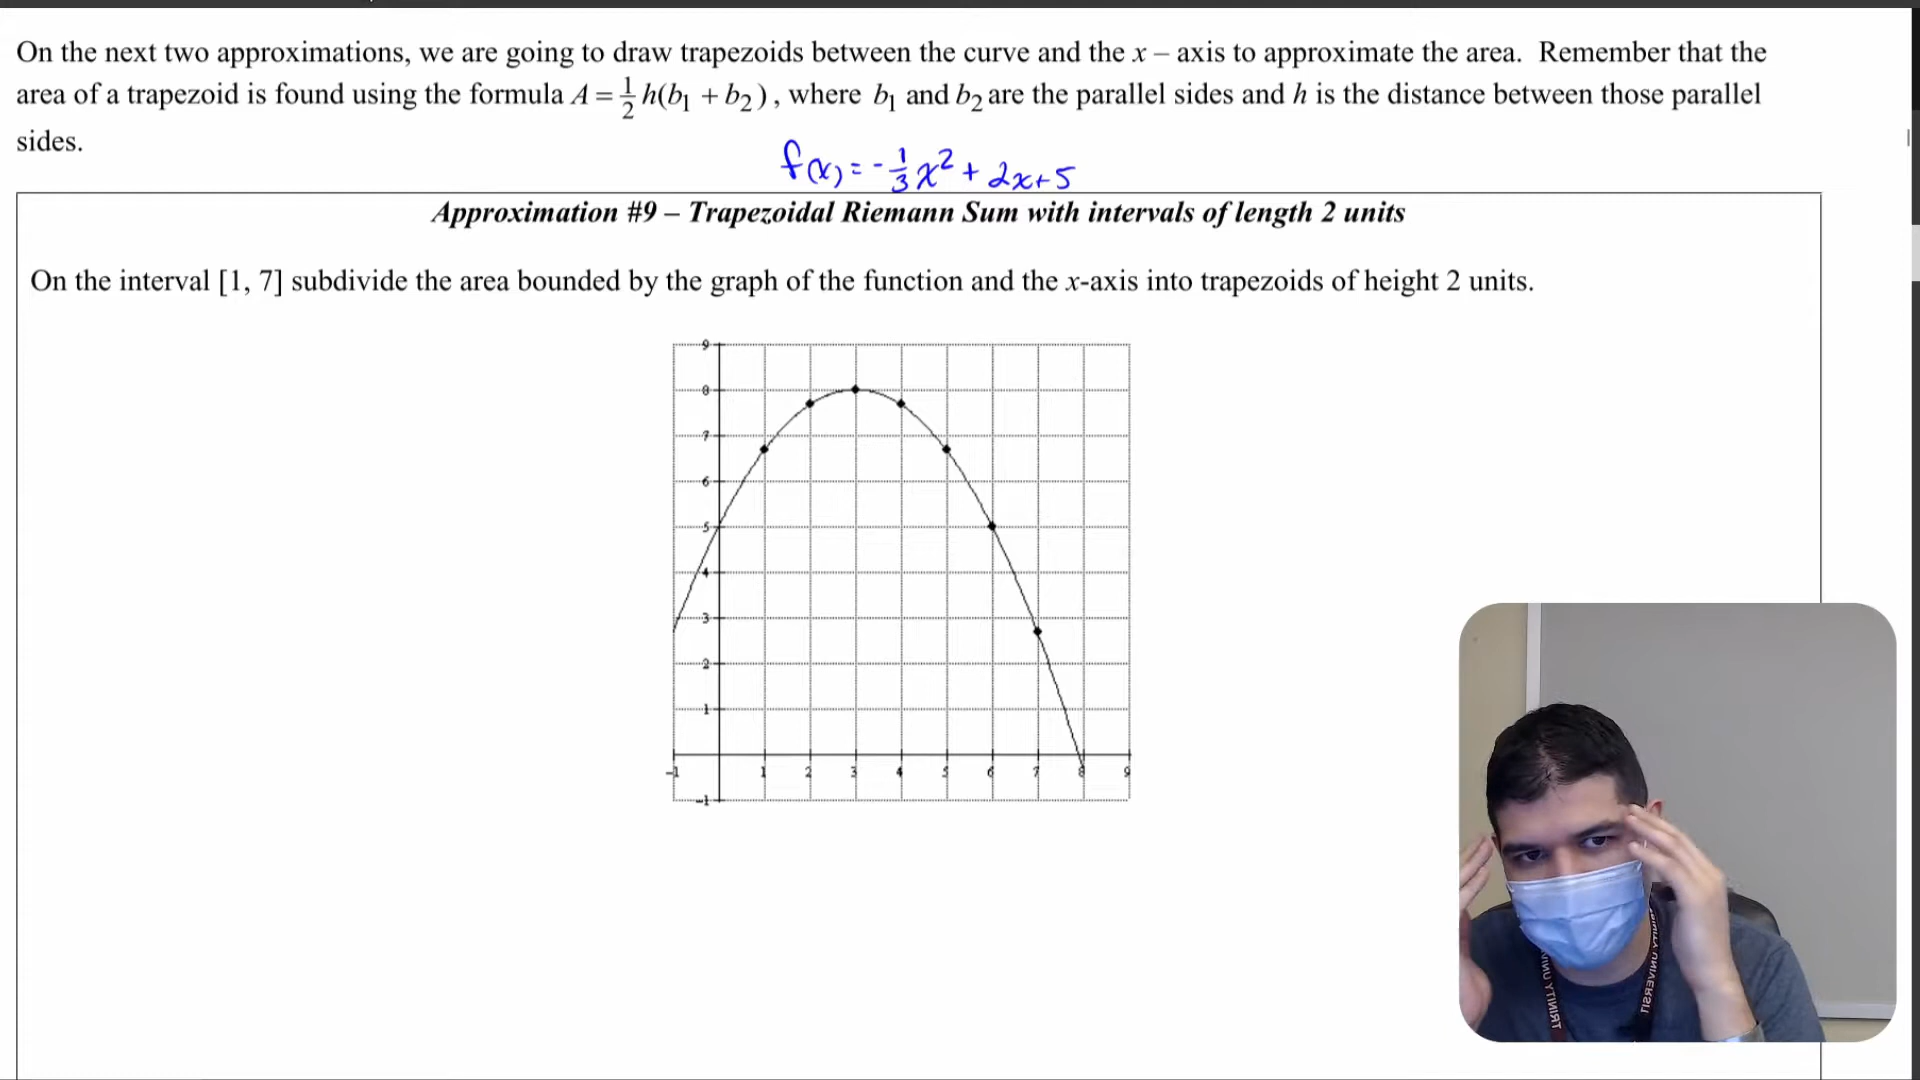 On the next two approximations, we are going to draw trapezoids between the curve and the x – axis to approximate the area. Remember that the
area of a trapezoid is found using the formula A = 1/2 h(b₁ + b₂), where b₁ and b₂ are the parallel sides and h is the distance between those parallel
sides.
f(x) = -1/3 x² + 2x+5
Approximation #9 – Trapezoidal Riemann Sum with intervals of length 2 units
On the interval [1, 7] subdivide the area bounded by the graph of the function and the x-axis into trapezoids of height 2 units.
9
8
7
6
5
4
3
2
1
-1 1 2 3 4 5 6 7 8 9
-1
TRINITY UNIVERSITY